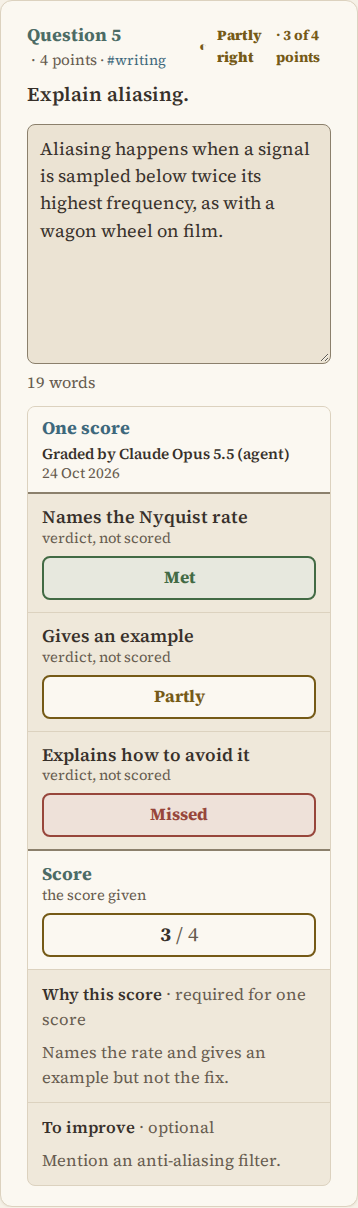 Question 5
· 4 points · #writing
Partly right
· 3 of 4 points
Explain aliasing.
Aliasing happens when a signal
is sampled below twice its
highest frequency, as with a
wagon wheel on film.
19 words
One score
Graded by Claude Opus 5.5 (agent)
24 Oct 2026
Names the Nyquist rate
verdict, not scored
Met
Gives an example
verdict, not scored
Partly
Explains how to avoid it
verdict, not scored
Missed
Score
the score given
3 / 4
Why this score · required for one
score
Names the rate and gives an
example but not the fix.
To improve · optional
Mention an anti-aliasing filter.